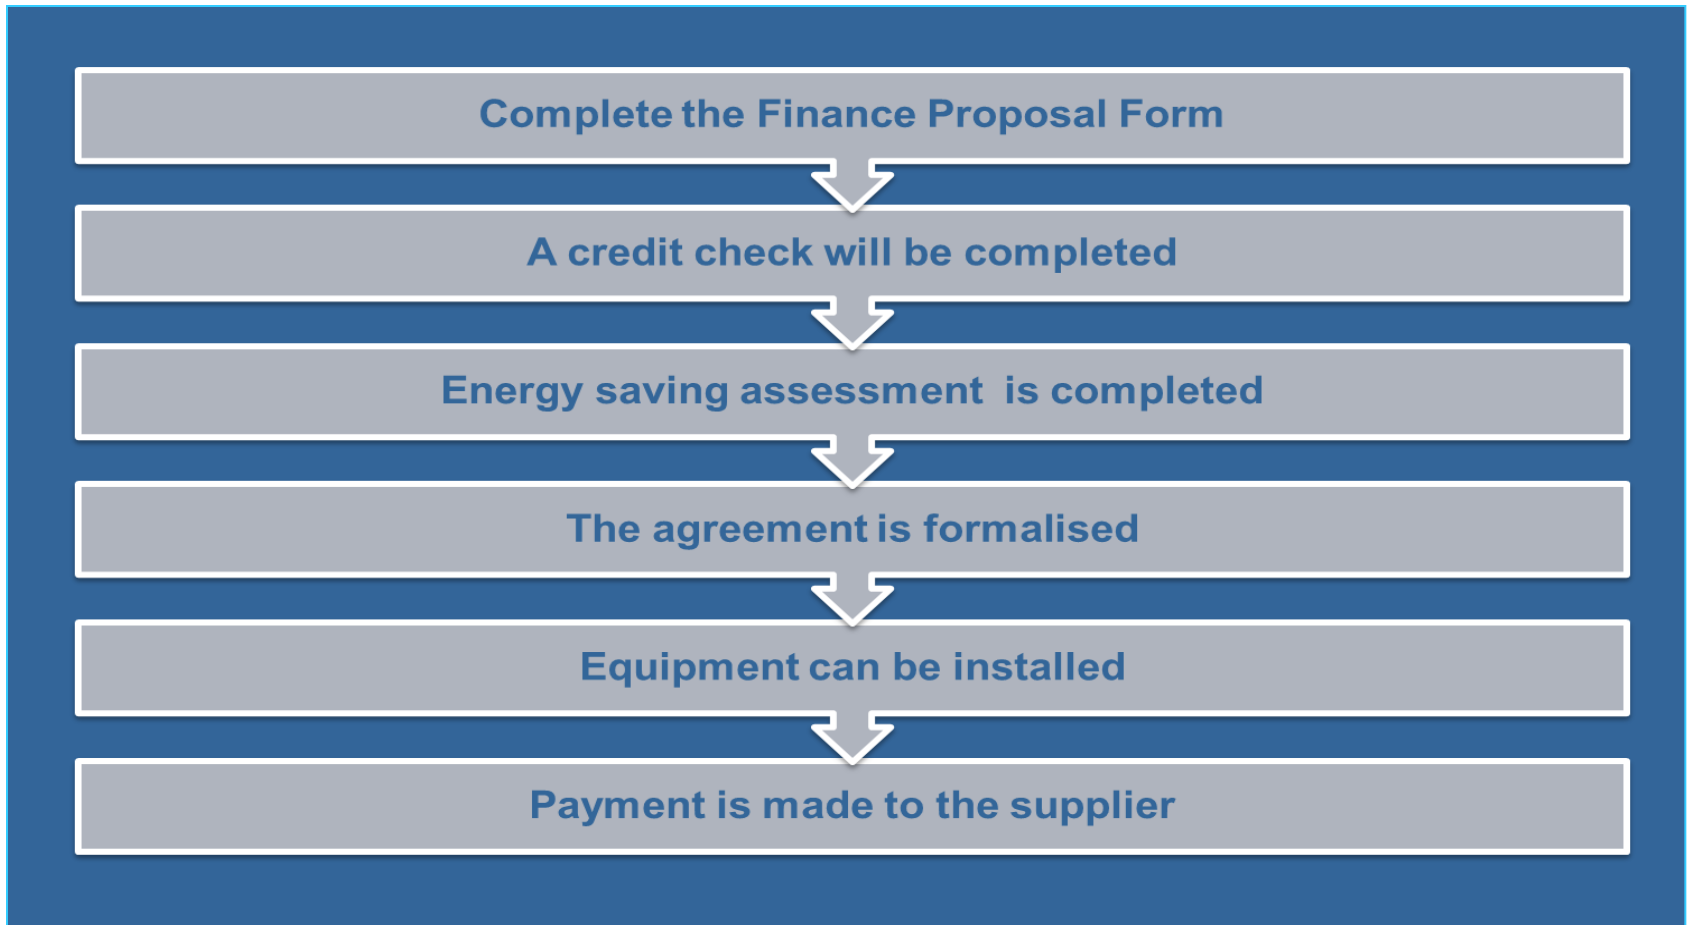 Complete the Finance Proposal Form
A credit check will be completed
Energy saving assessment  is completed
The agreement is formalised
Equipment can be installed
Payment is made to the supplier